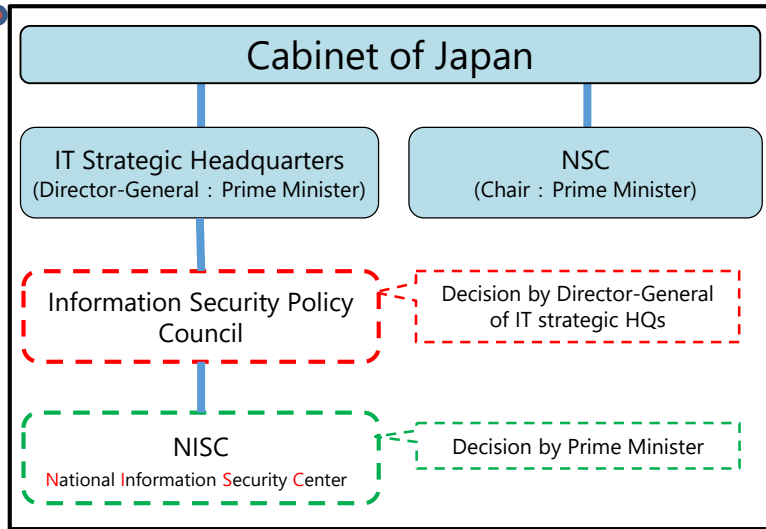 Cabinet of Japan
IT Strategic Headquarters
(Director-General：Prime Minister)
NSC
(Chair：Prime Minister)
Information Security Policy
Council
Decision by Director-General
of IT strategic HQs
NISC
National Information Security Center
Decision by Prime Minister